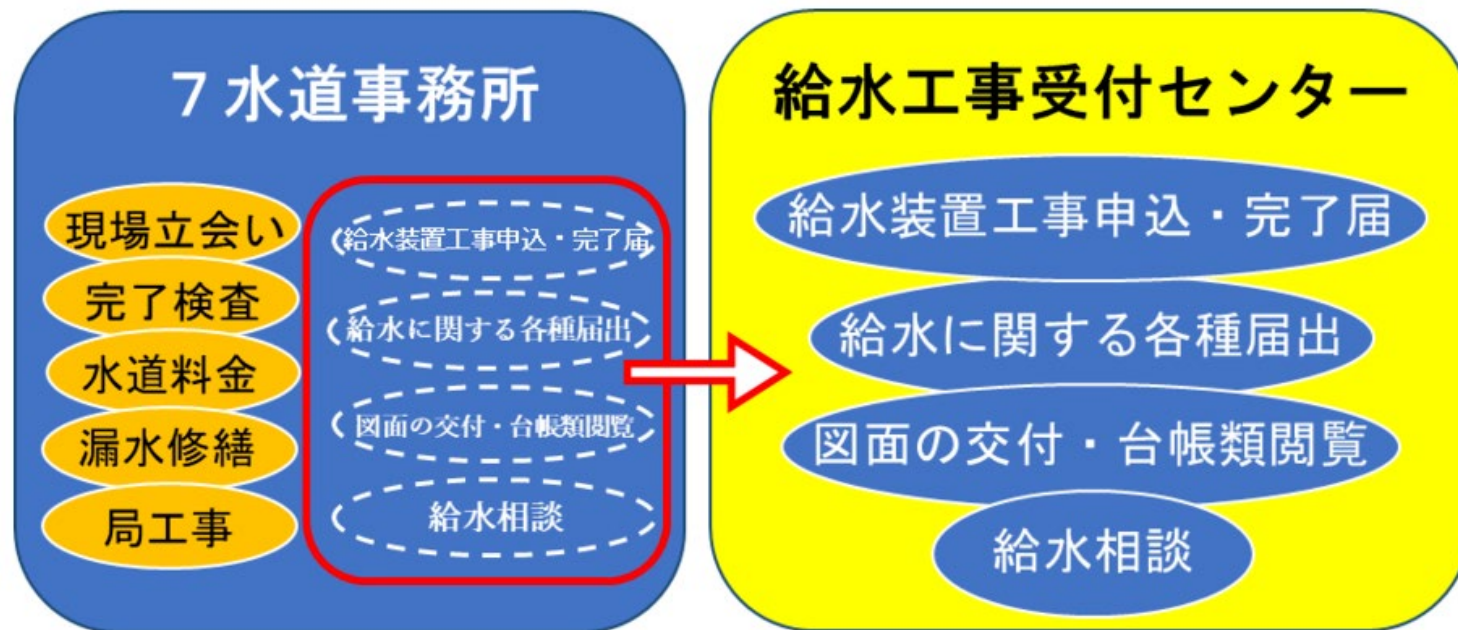 ７水道事務所
現場立会い
完了検査
水道料金
漏水修繕
局工事
給水装置工事申込・完了届
給水に関する各種届出
図面の交付・台帳類閲覧
給水相談
給水工事受付センター
給水装置工事申込・完了届
給水に関する各種届出
図面の交付・台帳類閲覧
給水相談